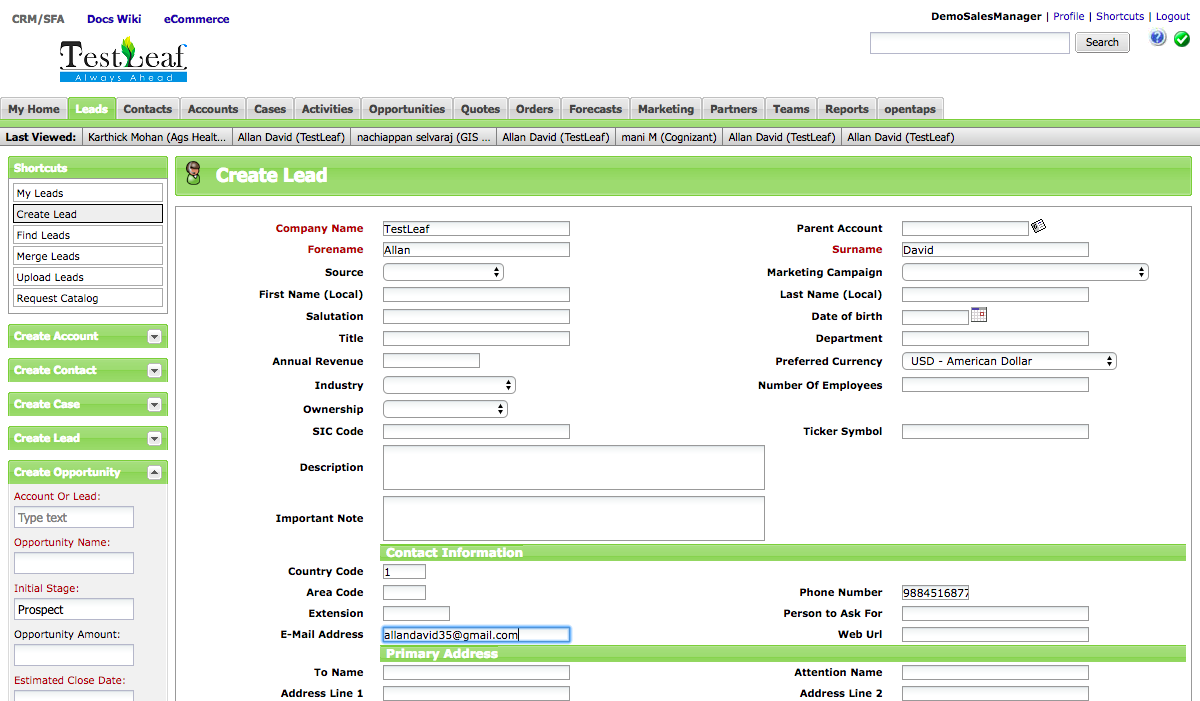 CRM/SFA Docs Wiki eCommerce
DemoSalesManager | Profile | Shortcuts | Logout
TestLeaf
Always Ahead
Search
?
My Home Leads Contacts Accounts Cases Activities Opportunities Quotes Orders Forecasts Marketing Partners Teams Reports opentaps
Last Viewed: Karthick Mohan (Ags Healt... Allan David (TestLeaf) nachiappan selvaraj (GIS ... Allan David (TestLeaf) mani M (Cognizant) Allan David (TestLeaf) Allan David (TestLeaf)
Shortcuts
My Leads
Create Lead
Find Leads
Merge Leads
Upload Leads
Request Catalog
Create Account
Create Contact
Create Case
Create Lead
Create Opportunity
Account Or Lead:
Type text
Opportunity Name:
Initial Stage:
Prospect
Opportunity Amount:
Estimated Close Date:
Create Lead
Company Name TestLeaf Parent Account
Forename Allan Surname David
Source Marketing Campaign
First Name (Local) Last Name (Local)
Salutation Date of birth
Title Department
Annual Revenue Preferred Currency USD - American Dollar
Industry Number Of Employees
Ownership
SIC Code Ticker Symbol
Description
Important Note
Contact Information
Country Code 1
Area Code Phone Number 9884516877
Extension Person to Ask For
E-Mail Address allandavid35@gmail.com Web Url
Primary Address
To Name Attention Name
Address Line 1 Address Line 2